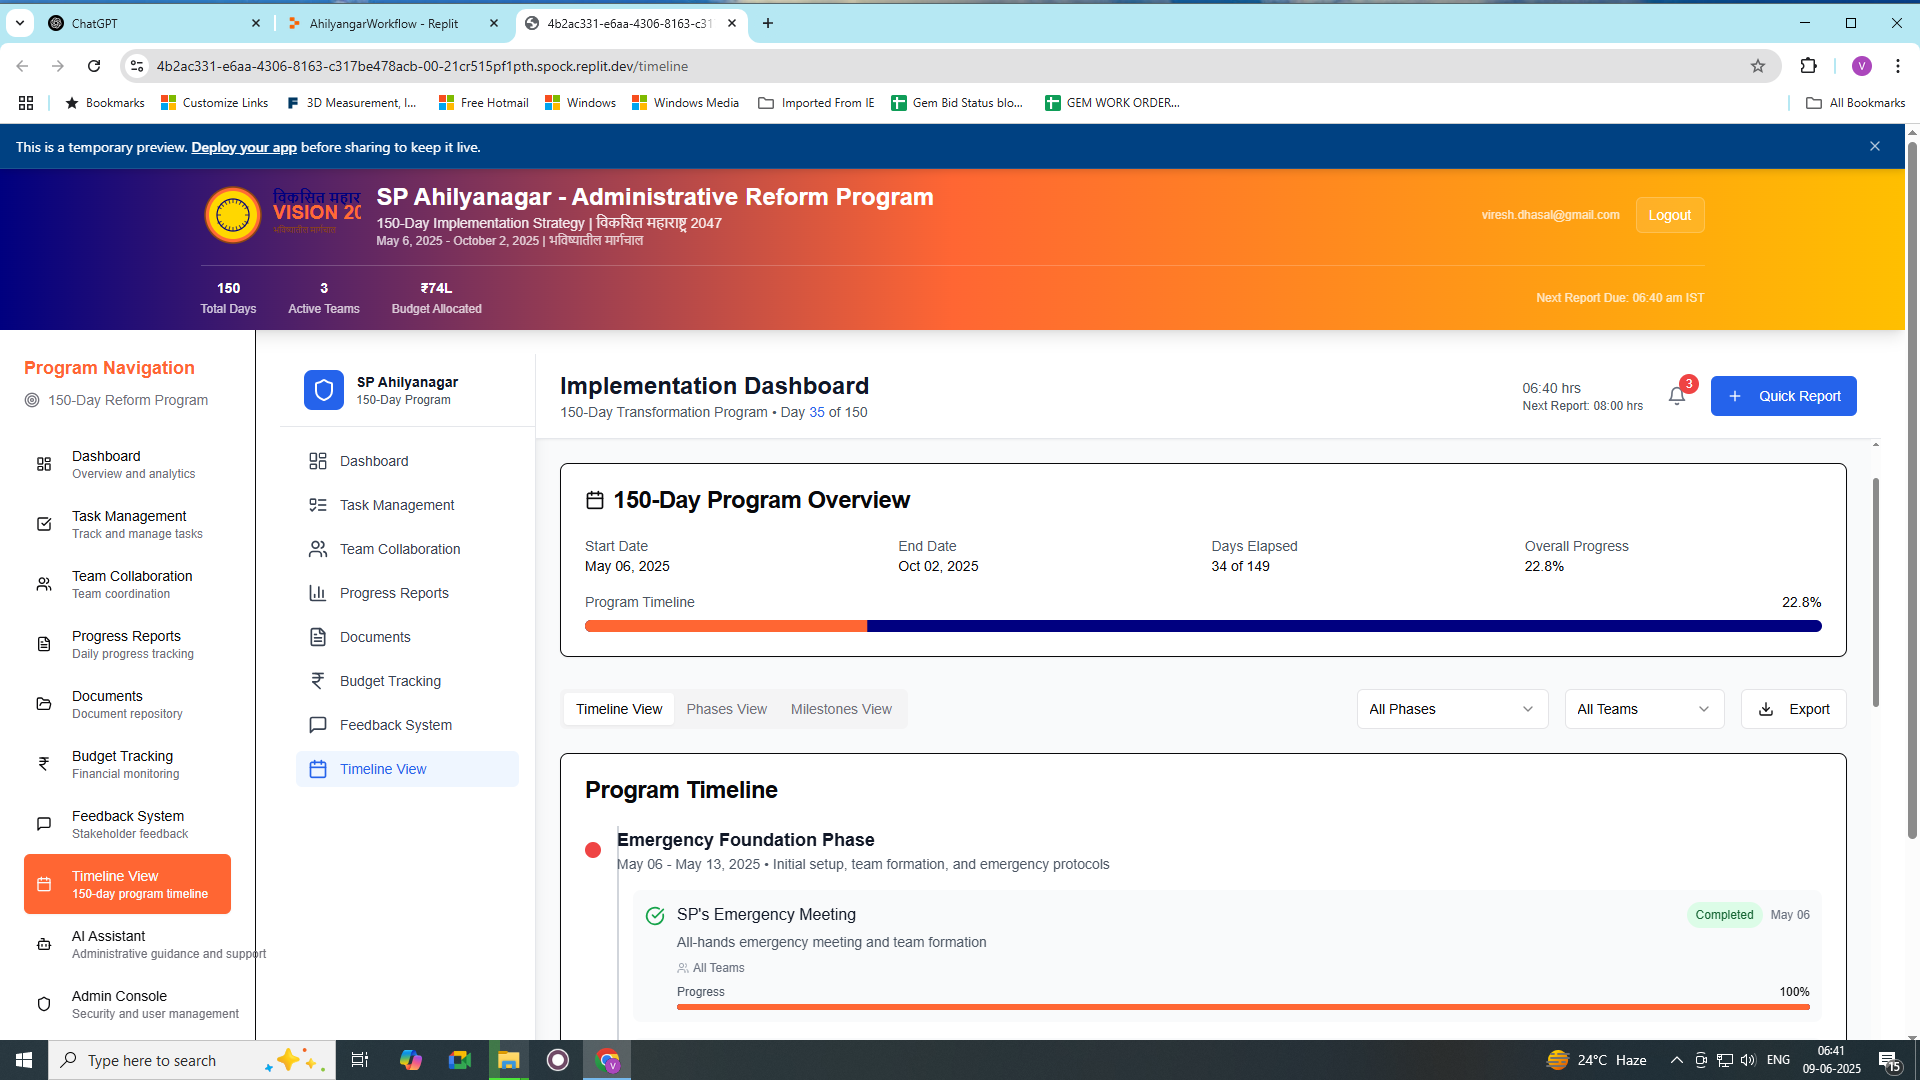 ChatGPT
AhilyangarWorkflow - Replit
4b2ac331-e6aa-4306-8163-c31
4b2ac331-e6aa-4306-8163-c317be478acb-00-21cr515pf1pth.spock.replit.dev/timeline
V
Bookmarks
Customize Links
3D Measurement, I...
Free Hotmail
Windows
Windows Media
Imported From IE
Gem Bid Status blo...
GEM WORK ORDER...
All Bookmarks
This is a temporary preview. Deploy your app before sharing to keep it live.
विकसित महार
VISION 20
भविष्यातील मार्गचाल
SP Ahilyanagar - Administrative Reform Program
150-Day Implementation Strategy | विकसित महाराष्ट्र 2047
May 6, 2025 - October 2, 2025 | भविष्यातील मार्गचाल
viresh.dhasal@gmail.com
Logout
150
Total Days
3
Active Teams
₹74L
Budget Allocated
Next Report Due: 06:40 am IST
Program Navigation
150-Day Reform Program
Dashboard
Overview and analytics
Task Management
Track and manage tasks
Team Collaboration
Team coordination
Progress Reports
Daily progress tracking
Documents
Document repository
Budget Tracking
Financial monitoring
Feedback System
Stakeholder feedback
Timeline View
150-day program timeline
AI Assistant
Administrative guidance and support
Admin Console
Security and user management
SP Ahilyanagar
150-Day Program
Dashboard
Task Management
Team Collaboration
Progress Reports
Documents
Budget Tracking
Feedback System
Timeline View
Implementation Dashboard
150-Day Transformation Program • Day 35 of 150
06:40 hrs
Next Report: 08:00 hrs
3
Quick Report
150-Day Program Overview
Start Date
May 06, 2025
End Date
Oct 02, 2025
Days Elapsed
34 of 149
Overall Progress
22.8%
Program Timeline
22.8%
Timeline View
Phases View
Milestones View
All Phases
All Teams
Export
Program Timeline
Emergency Foundation Phase
May 06 - May 13, 2025 • Initial setup, team formation, and emergency protocols
SP's Emergency Meeting
Completed
May 06
All-hands emergency meeting and team formation
All Teams
Progress
100%
Type here to search
24°C Haze
ENG
06:41
09-06-2025
15